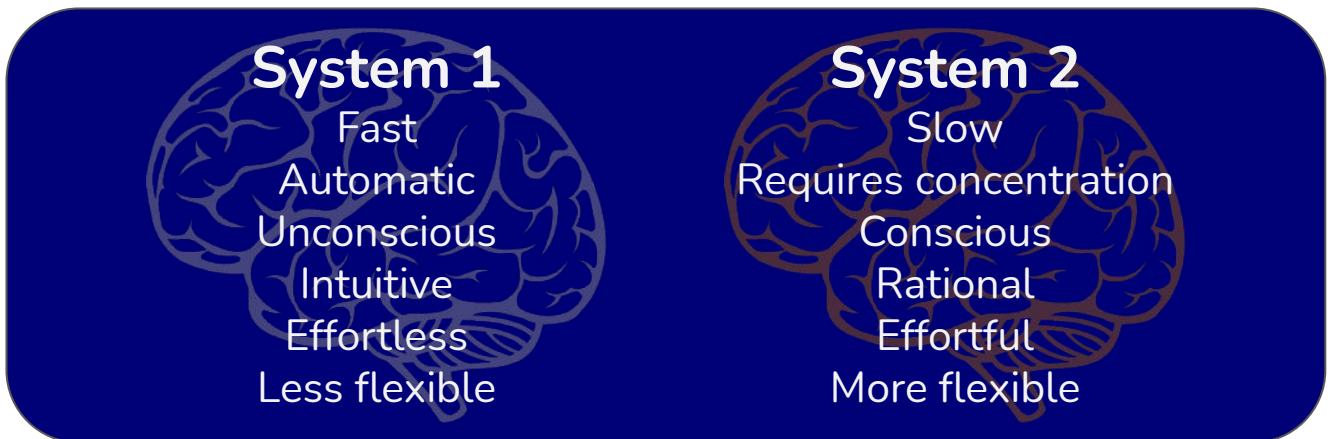 System 1
Fast
Automatic
Unconscious
Intuitive
Effortless
Less flexible
System 2
Slow
Requires concentration
Conscious
Rational
Effortful
More flexible